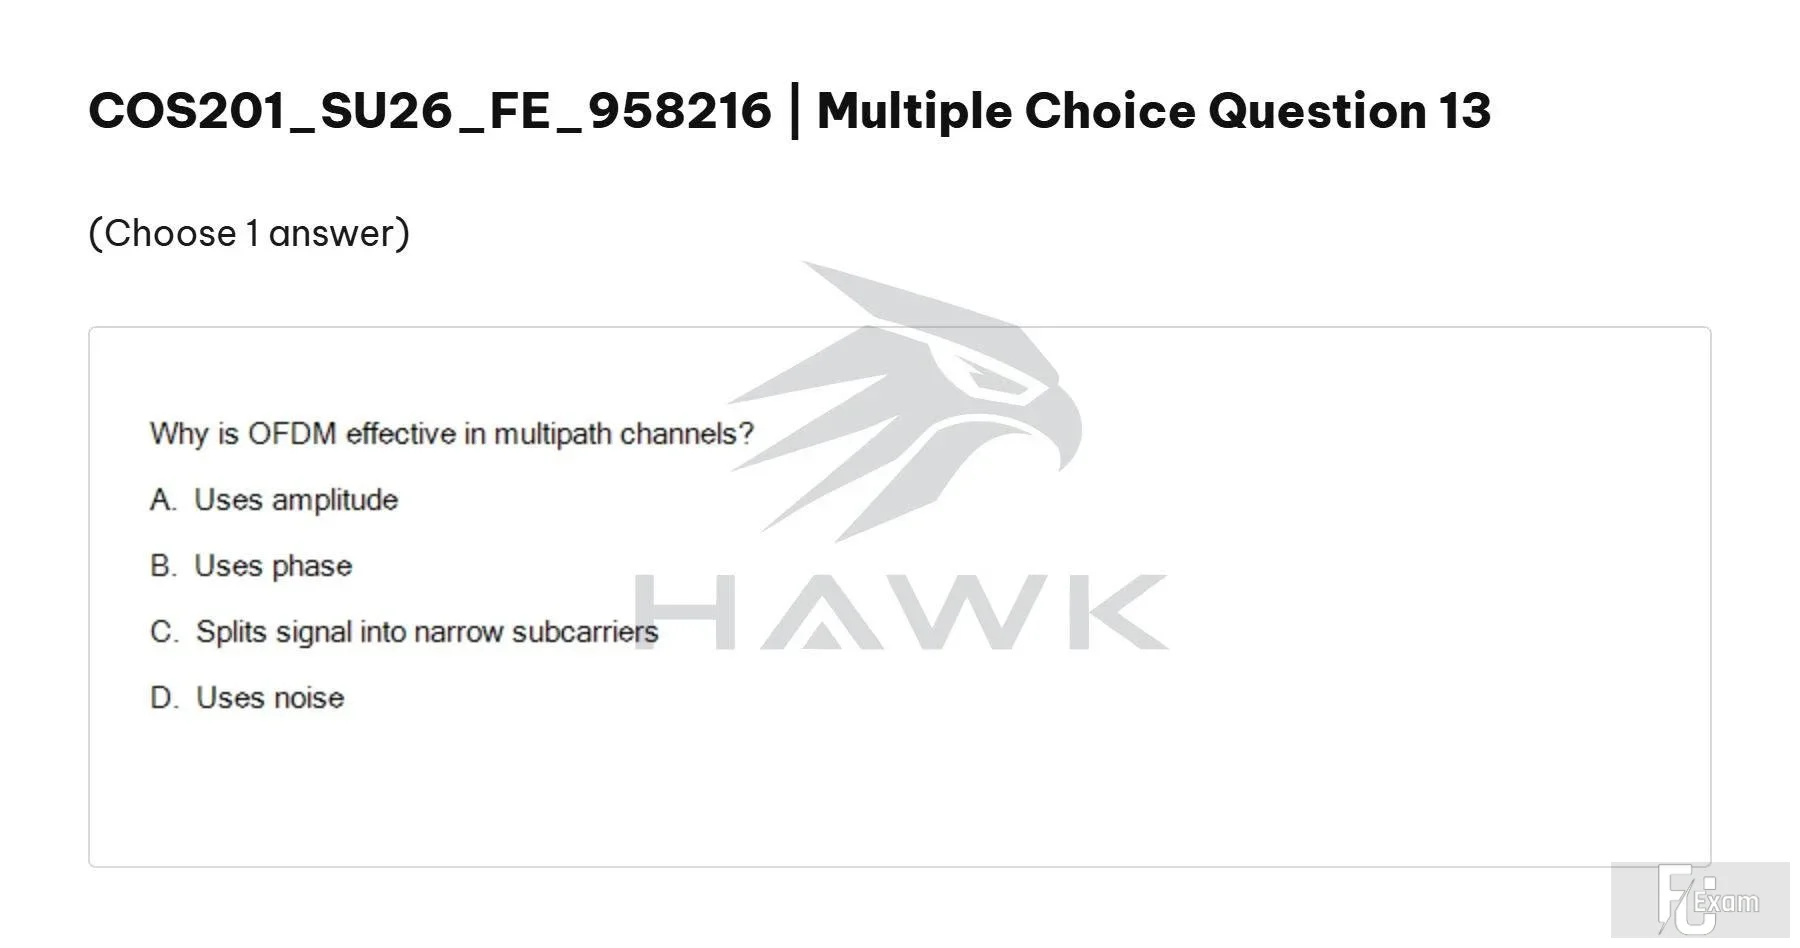 COS201_SU26_FE_958216 | Multiple Choice Question 13
(Choose 1 answer)
Why is OFDM effective in multipath channels?
A. Uses amplitude
B. Uses phase
C. Splits signal into narrow subcarriers
D. Uses noise
HAWK
FU Exam